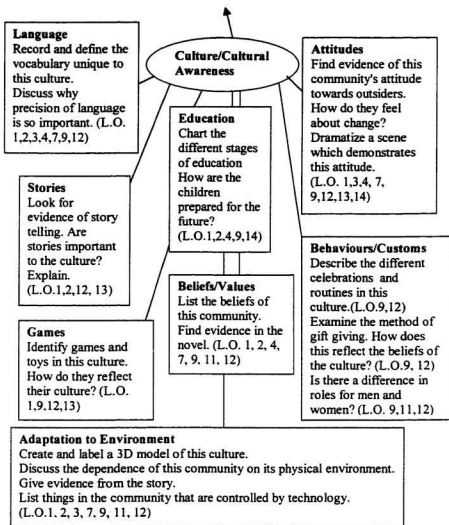 Language
Record and define the
vocabulary unique to
this culture.
Discuss why
precision of language
is so important. (L.O.
1,2,3,4,7,9,12)
Culture/Cultural
Awareness
Attitudes
Find evidence of this
community's attitude
towards outsiders.
How do they feel
about change?
Dramatize a scene
which demonstrates
this attitude.
(L.O. 1,3,4, 7,
9,12,13,14)
Education
Chart the
different stages
of education
How are the
children
prepared for the
future?
(L.O.1,2,4,9,14)
Stories
Look for
evidence of story
telling. Are
stories important
to the culture?
Explain.
(L.O.1,2,12, 13)
Behaviours/Customs
Describe the different
celebrations and
routines in this
culture.(L.O.9,12)
Examine the method of
gift giving. How does
this reflect the beliefs of
the culture? (L.O.9, 12)
Is there a difference in
roles for men and
women? (L.O. 9,11,12)
Beliefs/Values
List the beliefs of
this community.
Find evidence in the
novel. (L.O. 1, 2, 4,
7, 9, 11, 12)
Games
Identify games and
toys in this culture.
How do they reflect
their culture? (L.O.
1,9,12,13)
Adaptation to Environment
Create and label a 3D model of this culture.
Discuss the dependence of this community on its physical environment.
Give evidence from the story.
List things in the community that are controlled by technology.
(L.O.1, 2, 3, 7, 9, 11, 12)